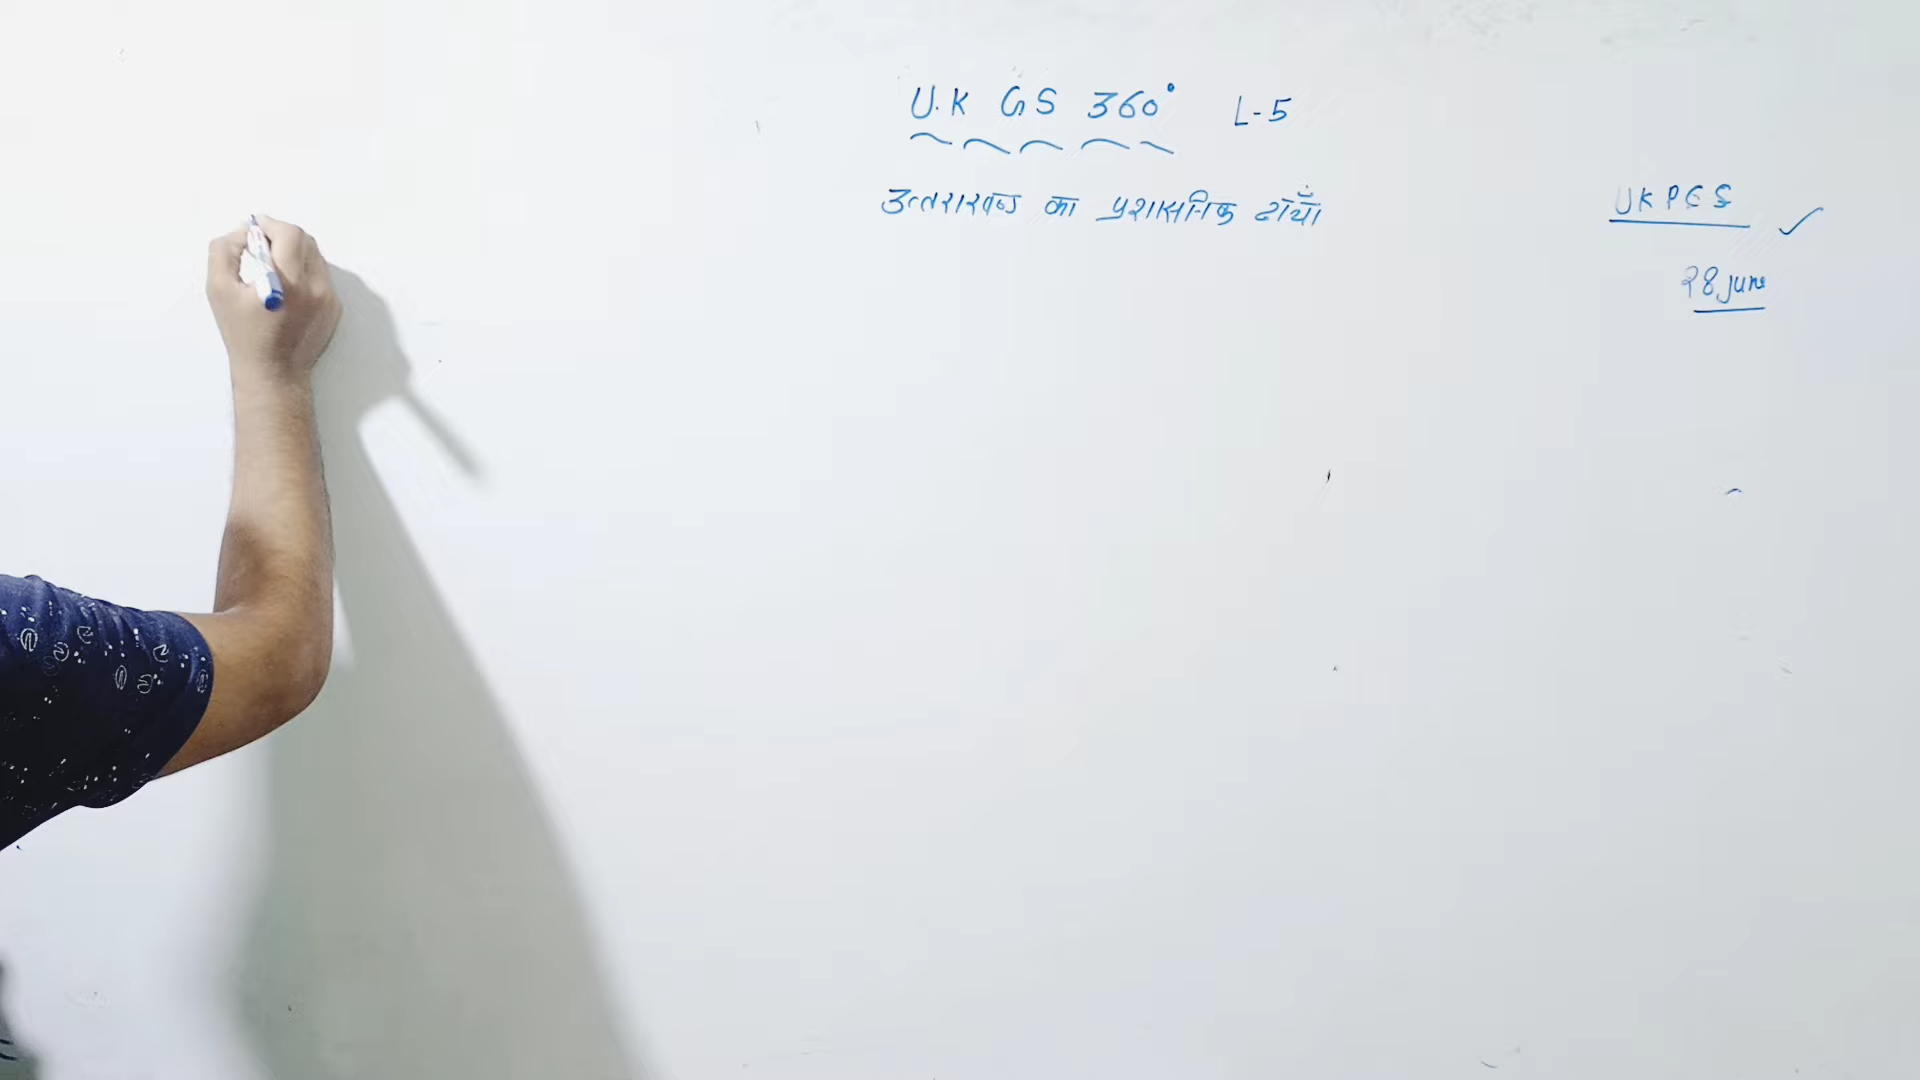 U.K GS 360° L-5
उत्तराखण्ड का प्रशासनिक ढाँचाँ
UKPCS ✓
28 June